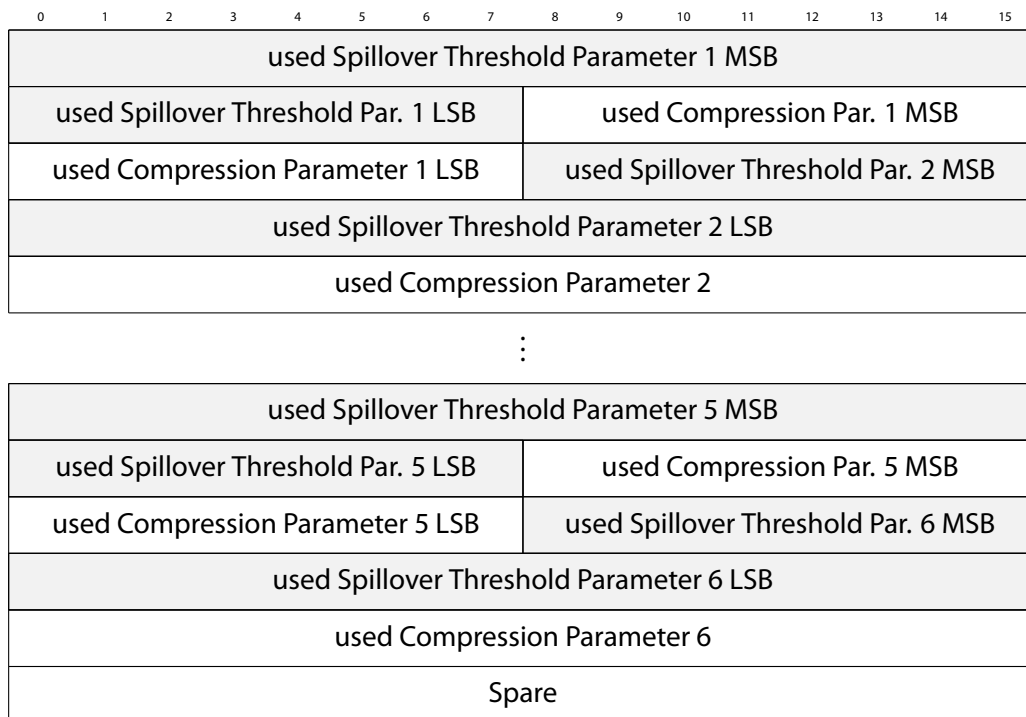 0 1 2 3 4 5 6 7 8 9 10 11 12 13 14 15
used Spillover Threshold Parameter 1 MSB
used Spillover Threshold Par. 1 LSB used Compression Par. 1 MSB
used Compression Parameter 1 LSB used Spillover Threshold Par. 2 MSB
used Spillover Threshold Parameter 2 LSB
used Compression Parameter 2
⋮
used Spillover Threshold Parameter 5 MSB
used Spillover Threshold Par. 5 LSB used Compression Par. 5 MSB
used Compression Parameter 5 LSB used Spillover Threshold Par. 6 MSB
used Spillover Threshold Parameter 6 LSB
used Compression Parameter 6
Spare